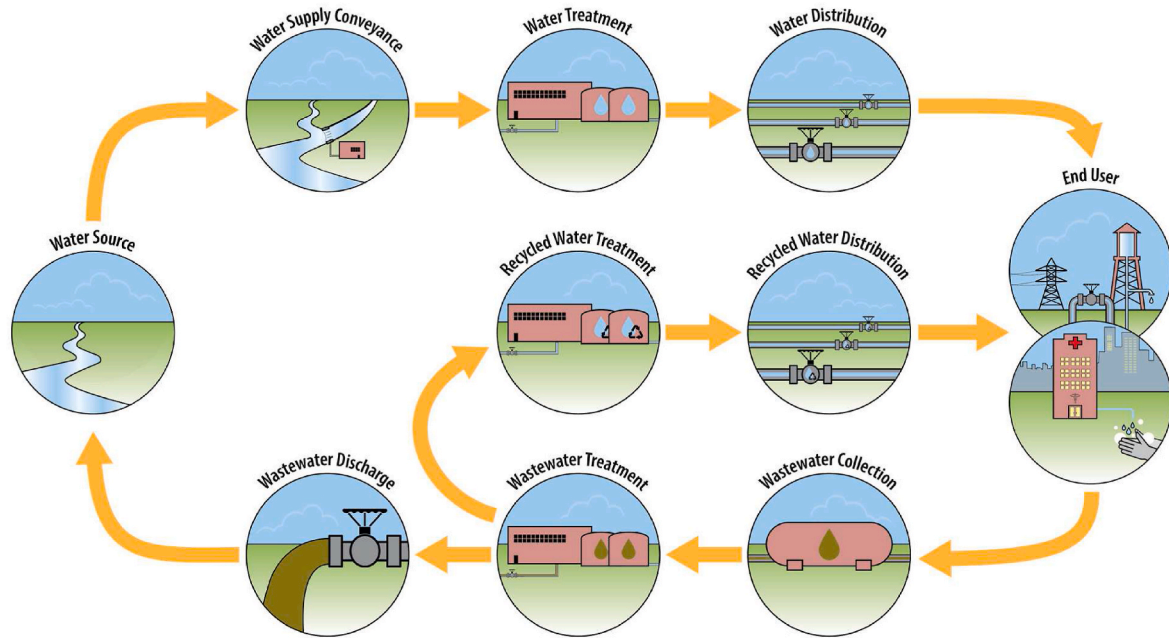 Water Supply Conveyance
Water Treatment
Water Distribution
End User
Water Source
Recycled Water Treatment
Recycled Water Distribution
Wastewater Discharge
Wastewater Treatment
Wastewater Collection